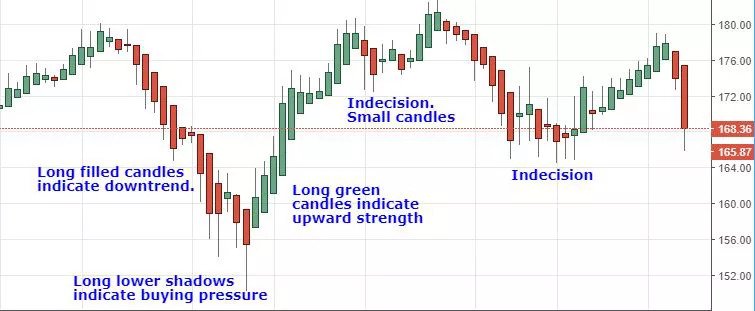 180.00
176.00
172.00
168.36
165.87
164.00
160.00
156.00
152.00
Indecision.
Small candles
Long filled candles
indicate downtrend.
Long green
candles indicate
upward strength
Indecision
Long lower shadows
indicate buying pressure